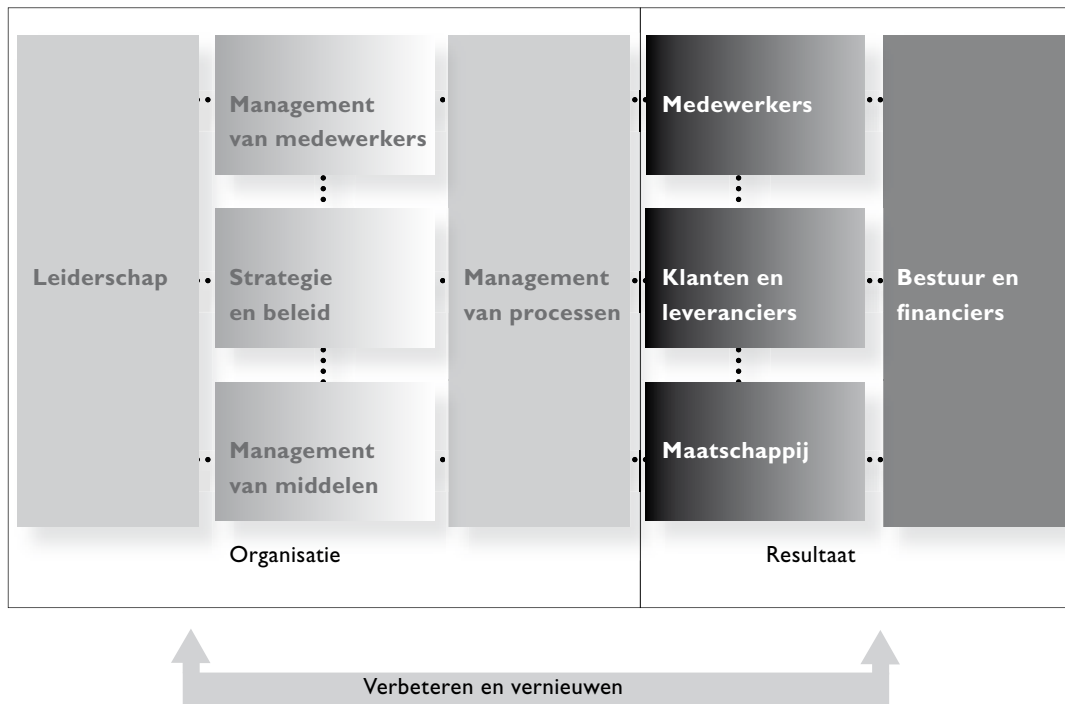 Management
van medewerkers
Medewerkers
Leiderschap
Strategie
en beleid
Management
van processen
Klanten en
leveranciers
Bestuur en
financiers
Management
van middelen
Maatschappij
Organisatie
Resultaat
Verbeteren en vernieuwen